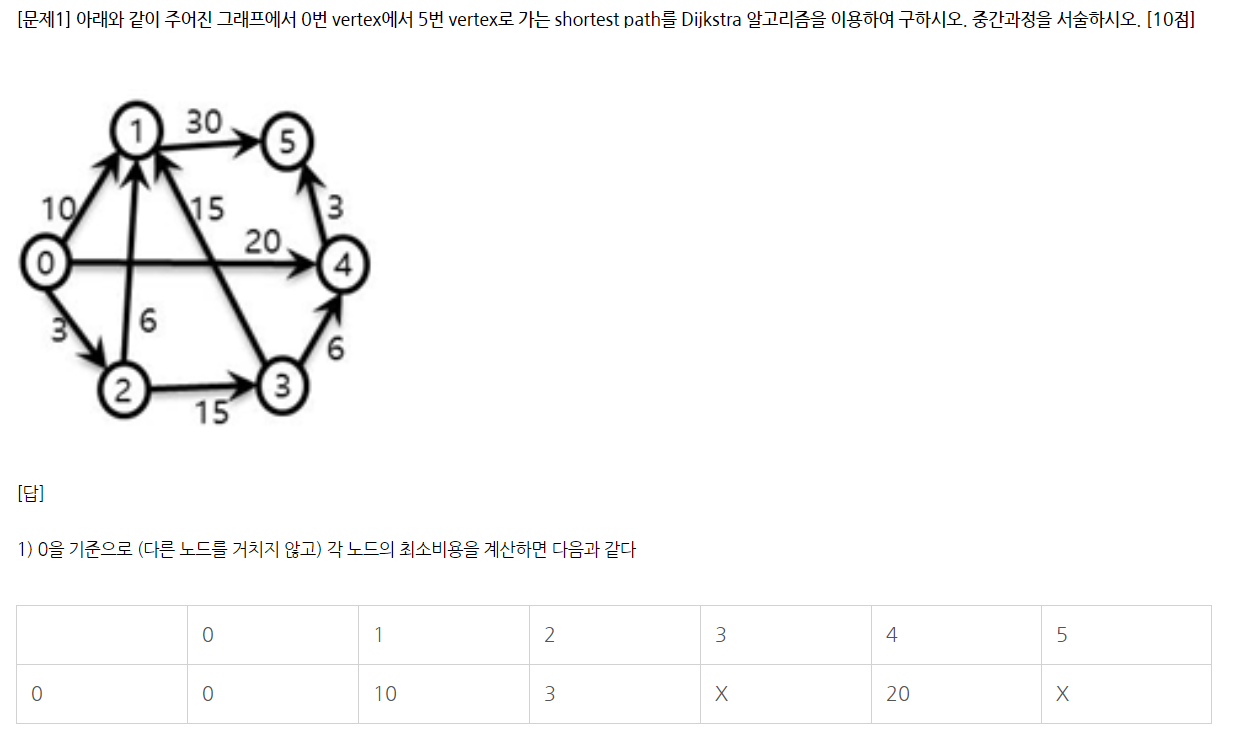 [문제1] 아래와 같이 주어진 그래프에서 0번 vertex에서 5번 vertex로 가는 shortest path를 Dijkstra 알고리즘을 이용하여 구하시오. 중간과정을 서술하시오. [10점]
1 30 5
10 15 3
20
0 4
3 6
6
2 3
15
[답]
1) 0을 기준으로 (다른 노드를 거치지 않고) 각 노드의 최소비용을 계산하면 다음과 같다
0 1 2 3 4 5
0 0 10 3 X 20 X